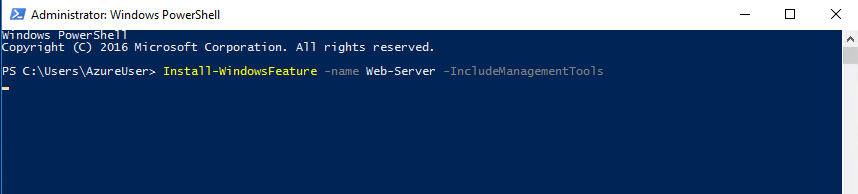 Administrator: Windows PowerShell
Windows PowerShell
Copyright (C) 2016 Microsoft Corporation. All rights reserved.
PS C:\Users\AzureUser> Install-WindowsFeature -name Web-Server -IncludeManagementTools